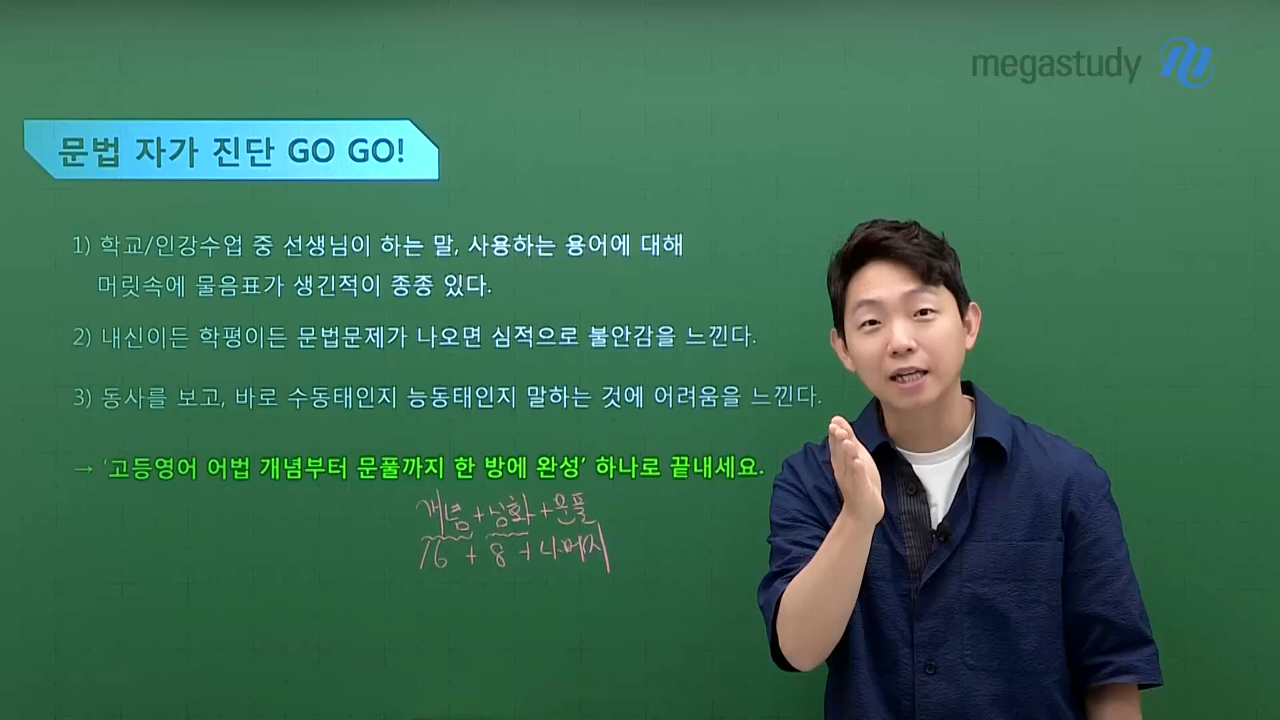 megastudy
문법 자가 진단 GO GO!
1) 학교/인강수업 중 선생님이 하는 말, 사용하는 용어에 대해
머릿속에 물음표가 생긴적이 종종 있다.
2) 내신이든 학평이든 문법문제가 나오면 심적으로 불안감을 느낀다.
3) 동사를 보고, 바로 수동태인지 능동태인지 말하는 것에 어려움을 느낀다.
→ ‘고등영어 어법 개념부터 문풀까지 한 방에 완성’ 하나로 끝내세요.
개념+심화+문풀
16 + 8 + 나머지